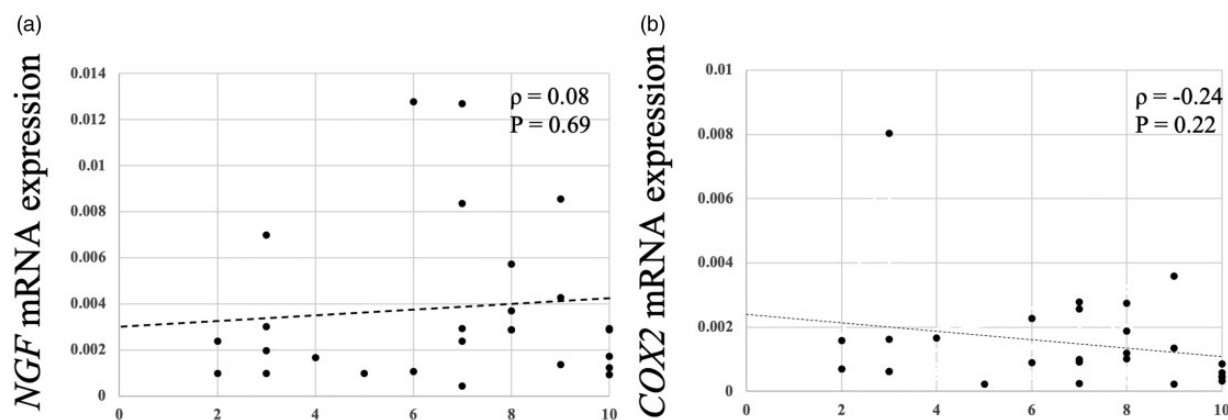 (a)
NGF mRNA expression
0.014
0.012
0.01
0.008
0.006
0.004
0.002
0
0 2 4 6 8 10
ρ = 0.08
P = 0.69
(b)
COX2 mRNA expression
0.01
0.008
0.006
0.004
0.002
0
0 2 4 6 8 10
ρ = -0.24
P = 0.22